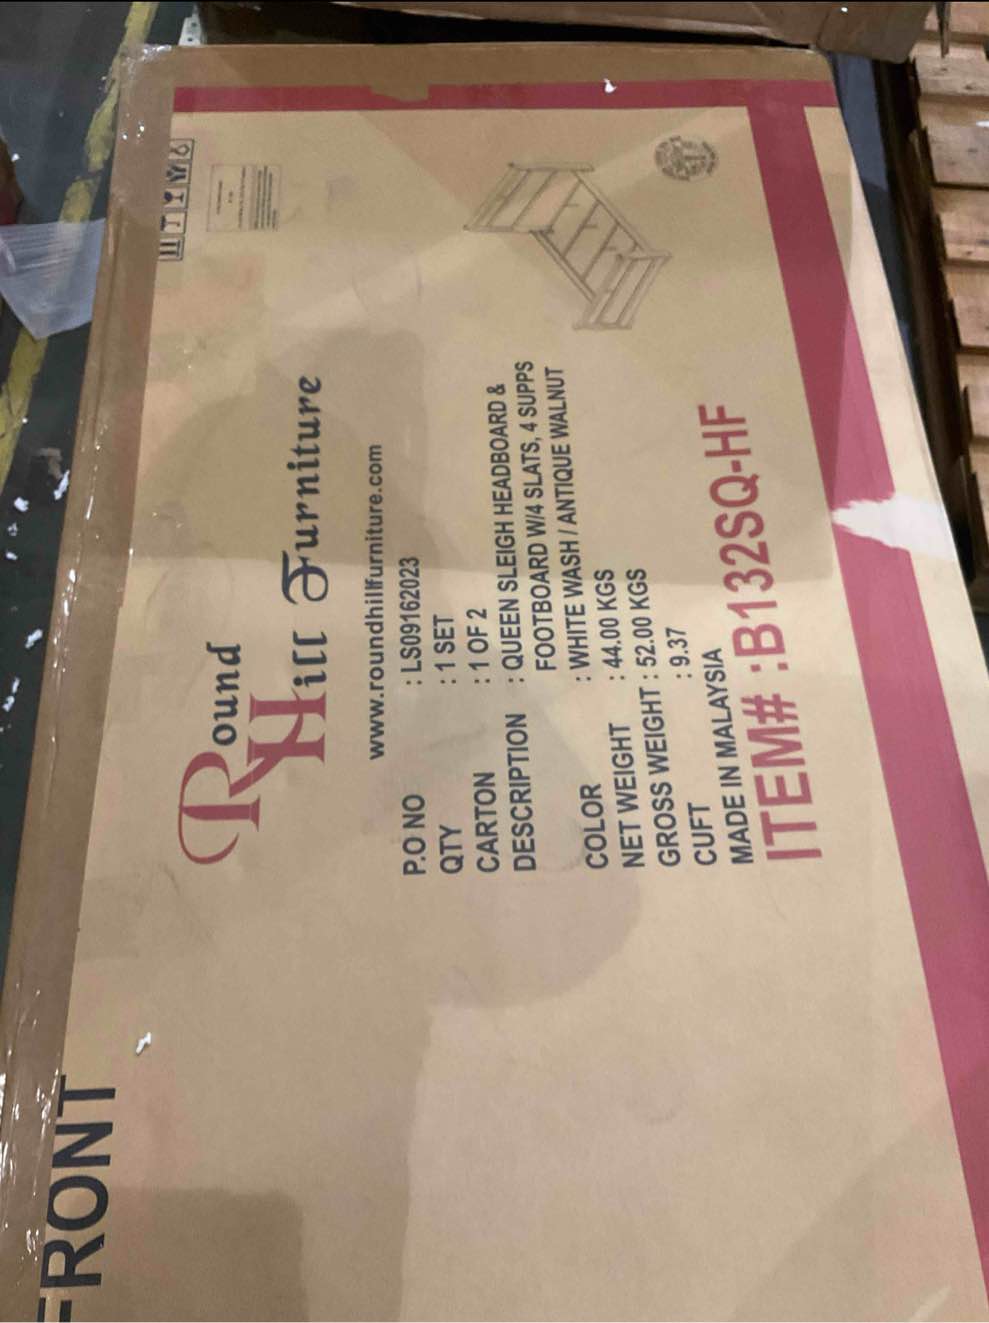 FRONT
Round
Hill Furniture
www.roundhillfurniture.com
P.O NO : LS09162023
QTY : 1 SET
CARTON : 1 OF 2
DESCRIPTION : QUEEN SLEIGH HEADBOARD &
FOOTBOARD W/4 SLATS, 4 SUPPS
COLOR : WHITE WASH / ANTIQUE WALNUT
NET WEIGHT : 44.00 KGS
GROSS WEIGHT : 52.00 KGS
CUFT : 9.37
MADE IN MALAYSIA
ITEM# :B132SQ-HF